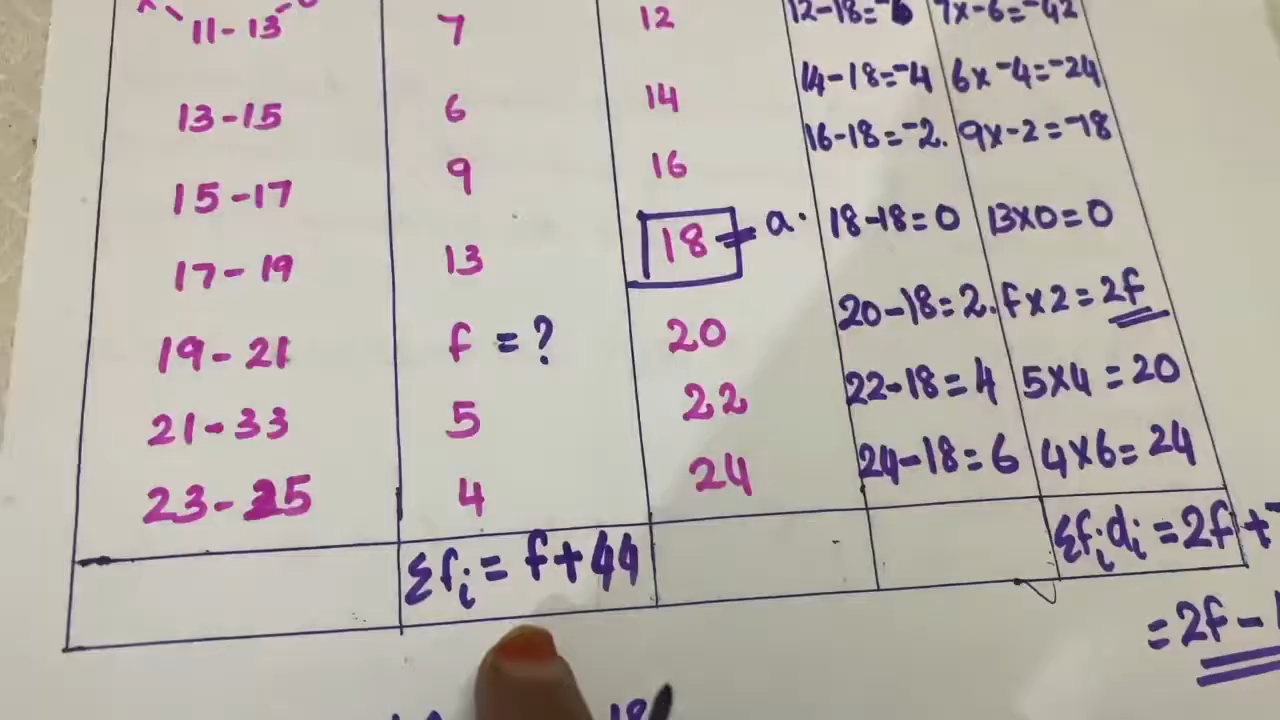 11-13 7 12 12-18=-6 7x-6=-42
13-15 6 14 14-18=-4 6x-4=-24
15-17 9 16 16-18=-2. 9x-2=-18
17-19 13 18 a. 18-18=0 13x0=0
19-21 f = ? 20 20-18=2. fx2=2f
21-33 5 22 22-18=4 5x4=20
23-25 4 24 24-18=6 4x6=24
Σfi = f+44 Σfidi = 2f+-
= 2f-
18